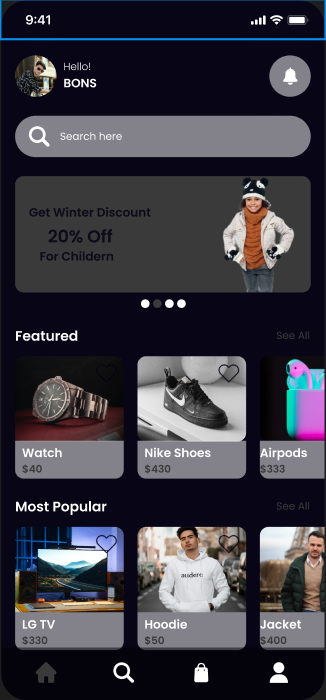 9:41
Hello!
BONS
Search here
Get Winter Discount
20% Off
For Childern
Featured See All
Watch Nike Shoes Airpods
$40 $430 $333
Most Popular See All
audere
LG TV Hoodie Jacket
$330 $50 $400